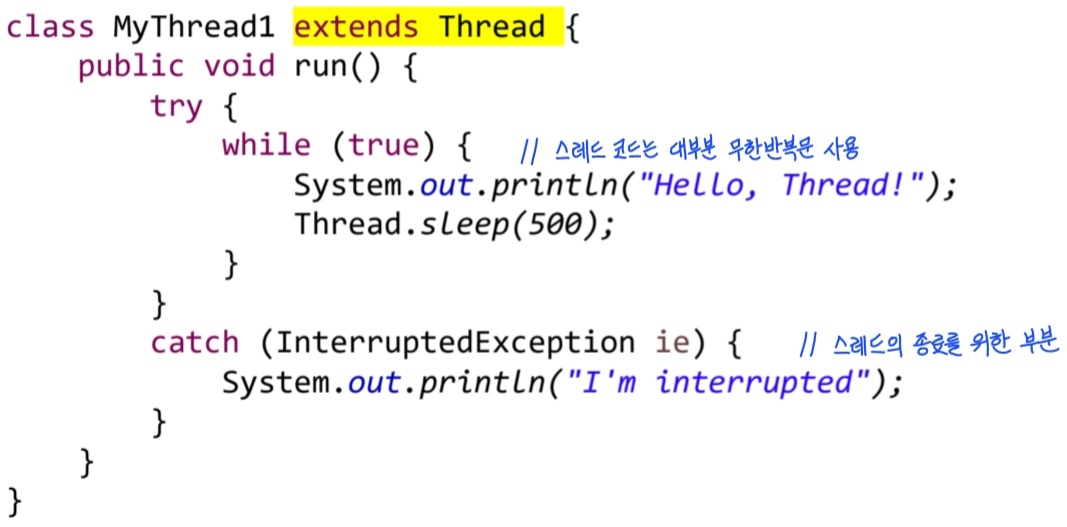 class MyThread1 extends Thread {
public void run() {
try {
while (true) { // 스레드 코드는 대부분 무한반복문 사용
System.out.println("Hello, Thread!");
Thread.sleep(500);
}
}
catch (InterruptedException ie) { // 스레드의 종료를 위한 부분
System.out.println("I'm interrupted");
}
}
}